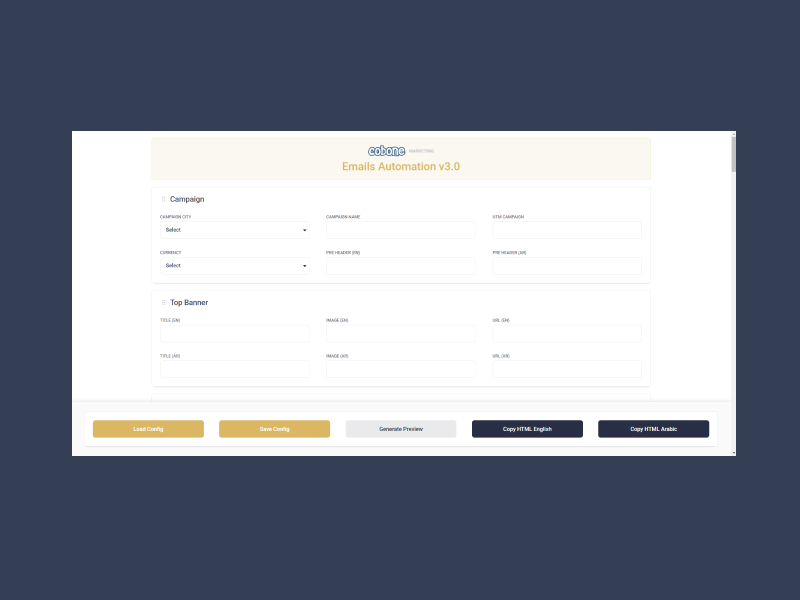 cobone MARKETING
Emails Automation v3.0
Campaign
CAMPAIGN CITY CAMPAIGN NAME UTM CAMPAIGN
Select
CURRENCY PRE HEADER (EN) PRE HEADER (AR)
Select
Top Banner
TITLE (EN) IMAGE (EN) URL (EN)
TITLE (AR) IMAGE (AR) URL (AR)
Load Config Save Config Generate Preview Copy HTML English Copy HTML Arabic